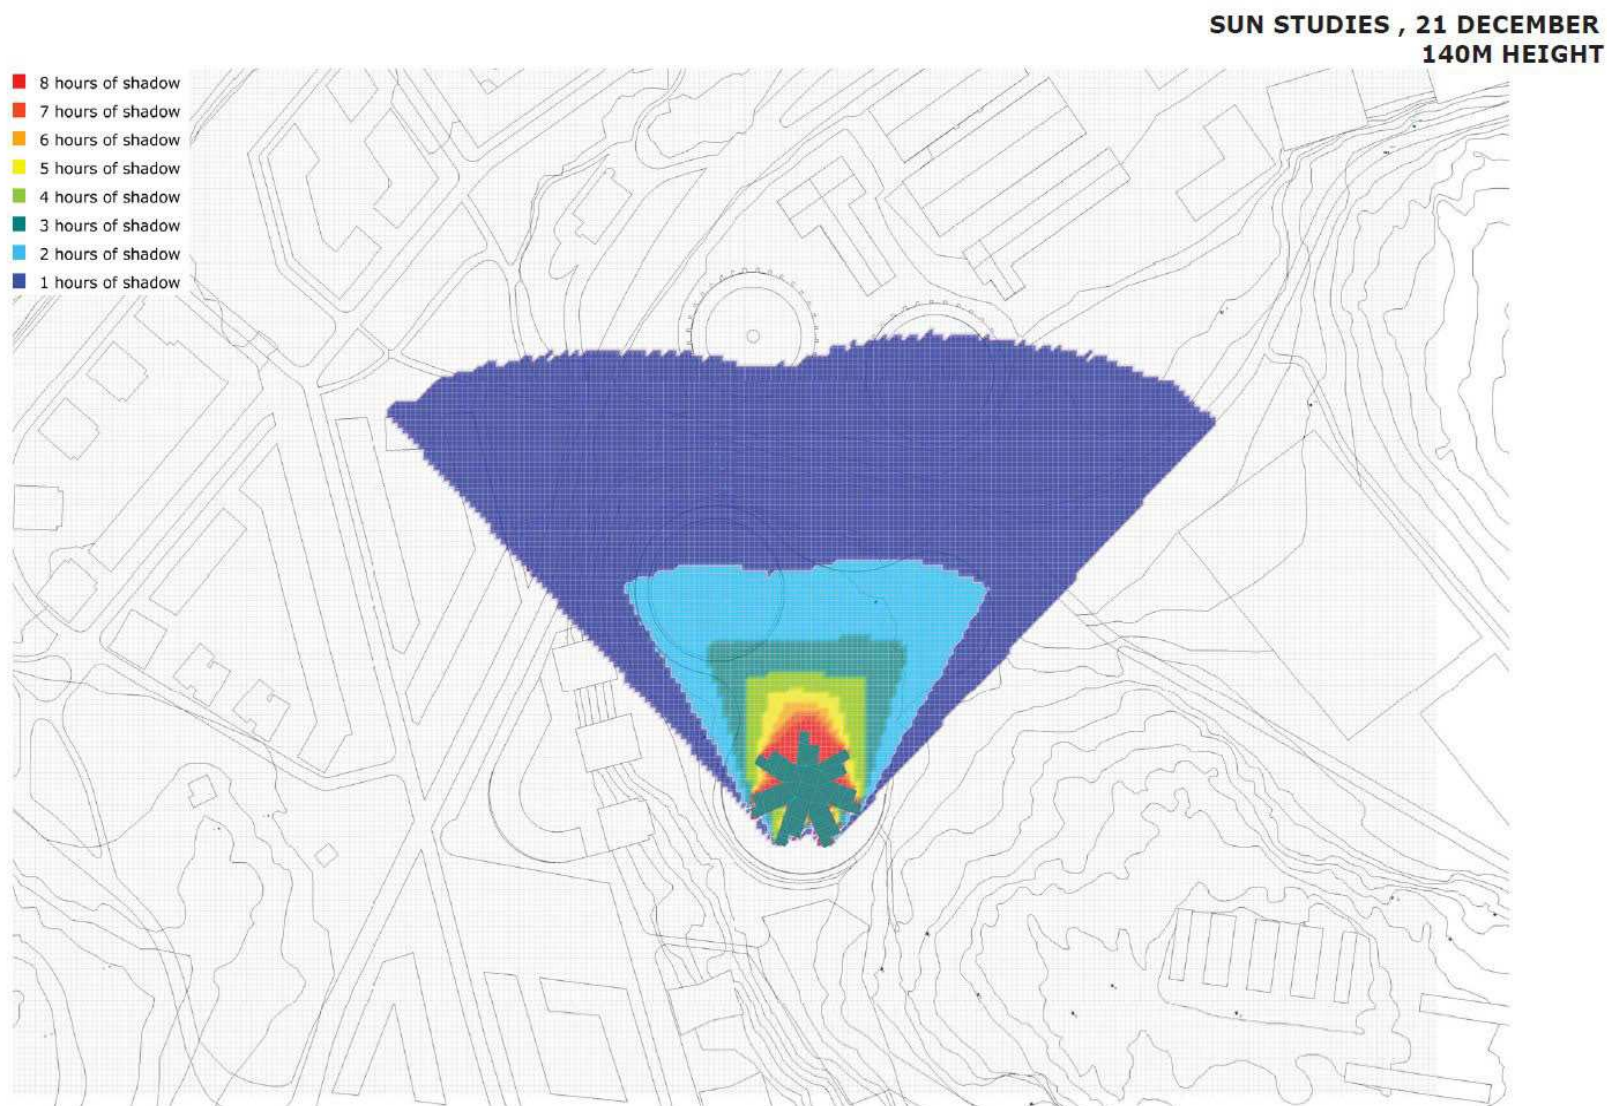 SUN STUDIES , 21 DECEMBER
140M HEIGHT
8 hours of shadow
7 hours of shadow
6 hours of shadow
5 hours of shadow
4 hours of shadow
3 hours of shadow
2 hours of shadow
1 hours of shadow